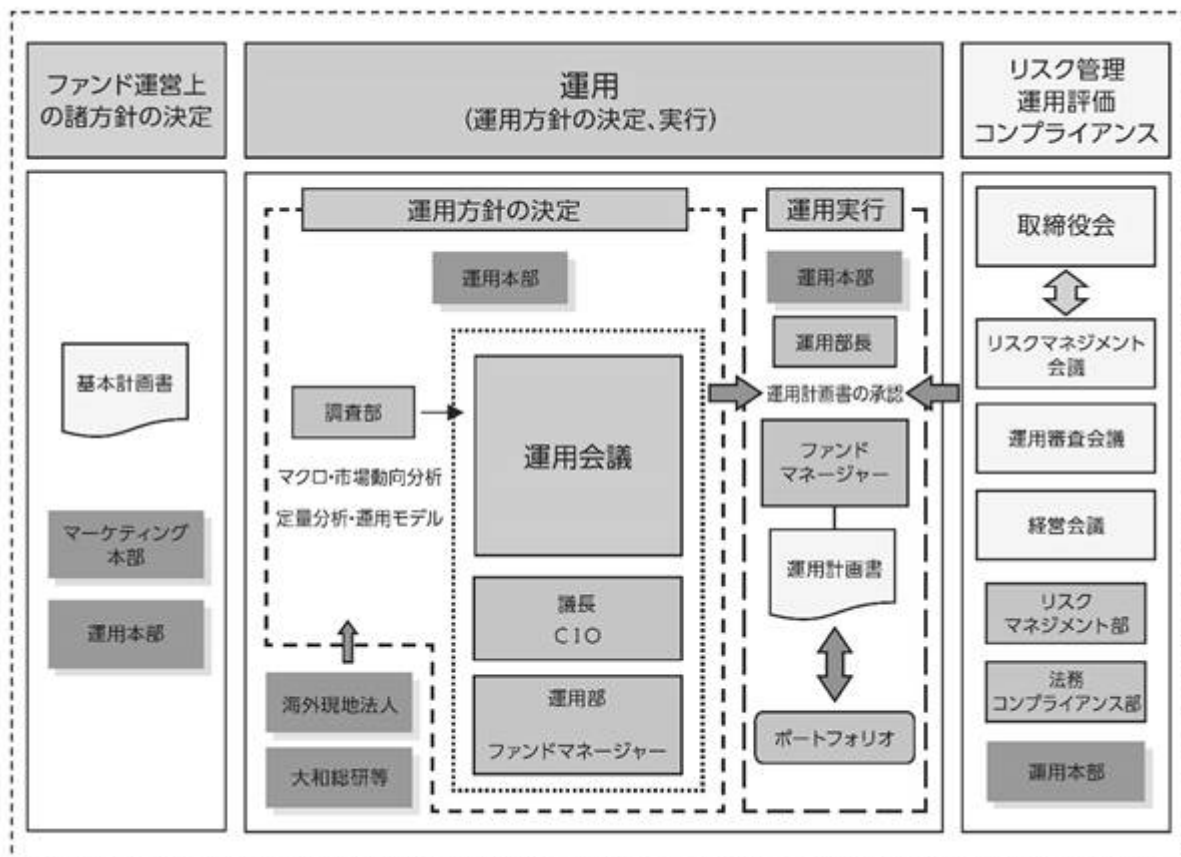 ファンド運営上
の諸方針の決定
運用
(運用方針の決定、実行)
リスク管理
運用評価
コンプライアンス
基本計画書
マーケティング
本部
運用本部
運用方針の決定
運用本部
調査部
マクロ・市場動向分析
定量分析・運用モデル
運用会議
議長
CIO
運用部
ファンドマネージャー
海外現地法人
大和総研等
運用実行
運用本部
運用部長
運用計画書の承認
ファンド
マネージャー
運用計画書
ポートフォリオ
取締役会
リスクマネジメント
会議
運用審査会議
経営会議
リスク
マネジメント部
法務
コンプライアンス部
運用本部